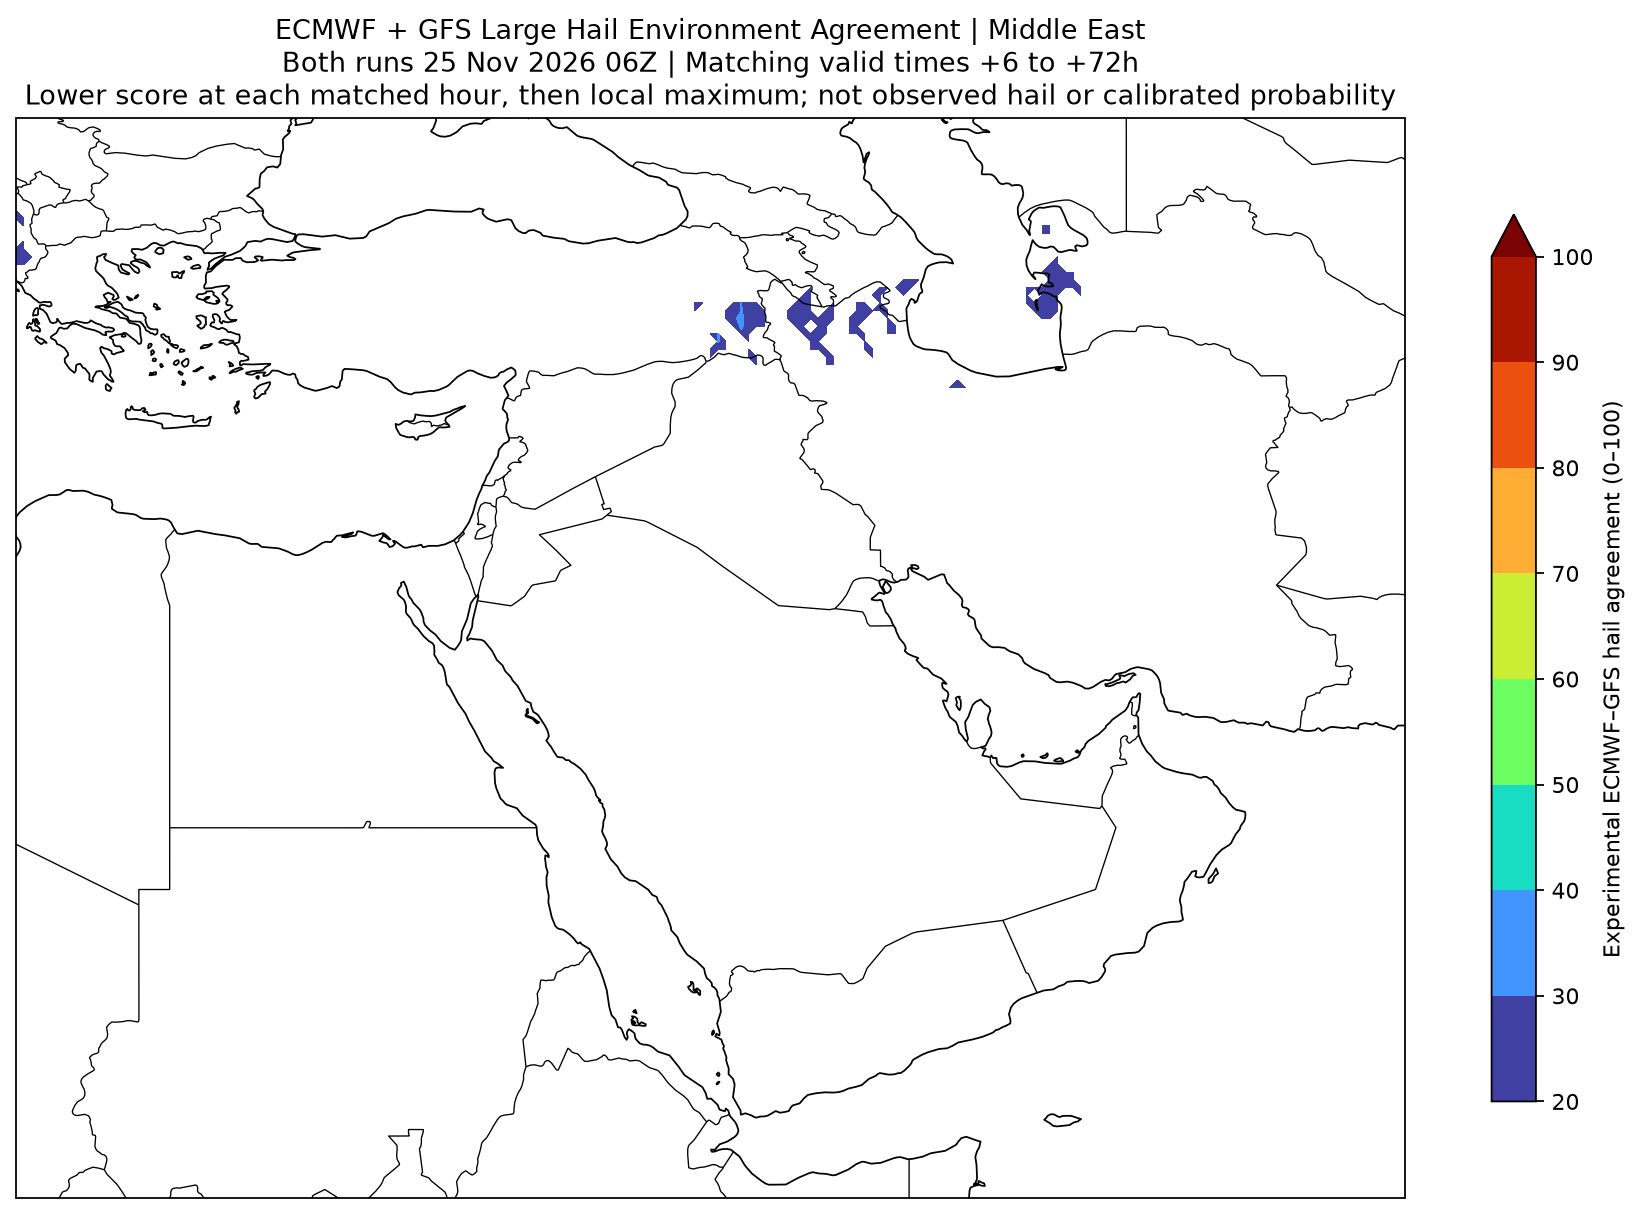 ECMWF + GFS Large Hail Environment Agreement | Middle East
Both runs 25 Nov 2026 06Z | Matching valid times +6 to +72h
Lower score at each matched hour, then local maximum; not observed hail or calibrated probability
100
90
80
70
60
50
40
30
20
Experimental ECMWF–GFS hail agreement (0–100)